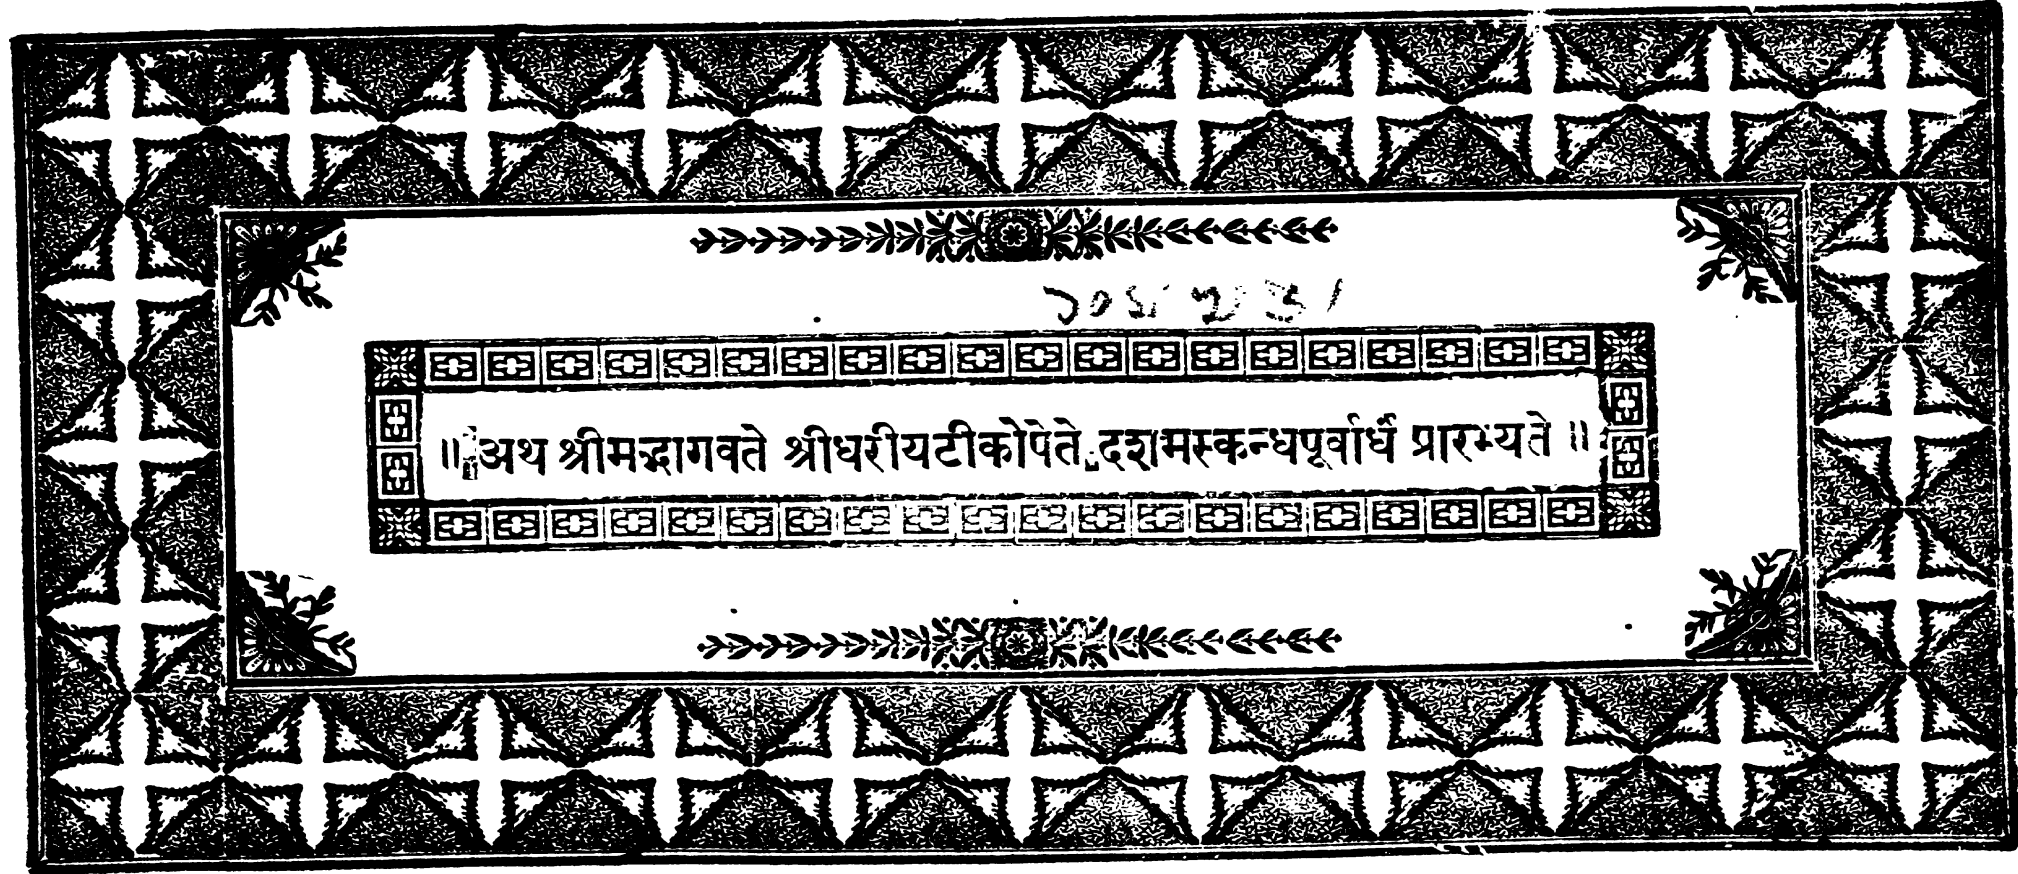 ॥ अथ श्रीमद्भागवते श्रीधरीयटीकोपेते दशमस्कन्धपूर्वार्धं प्रारभ्यते ॥